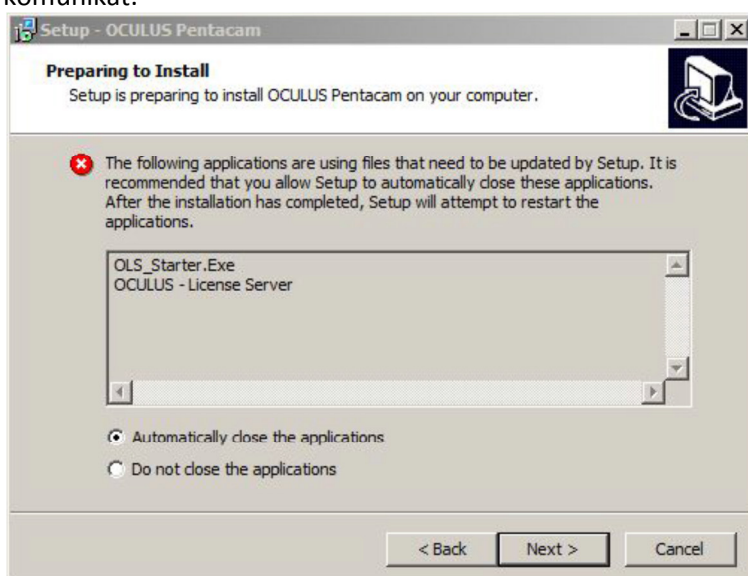 komunikat:
Setup - OCULUS Pentacam
Preparing to Install
Setup is preparing to install OCULUS Pentacam on your computer.
The following applications are using files that need to be updated by Setup. It is
recommended that you allow Setup to automatically close these applications.
After the installation has completed, Setup will attempt to restart the
applications.
OLS_Starter.Exe
OCULUS - License Server
Automatically close the applications
Do not close the applications
< Back
Next >
Cancel